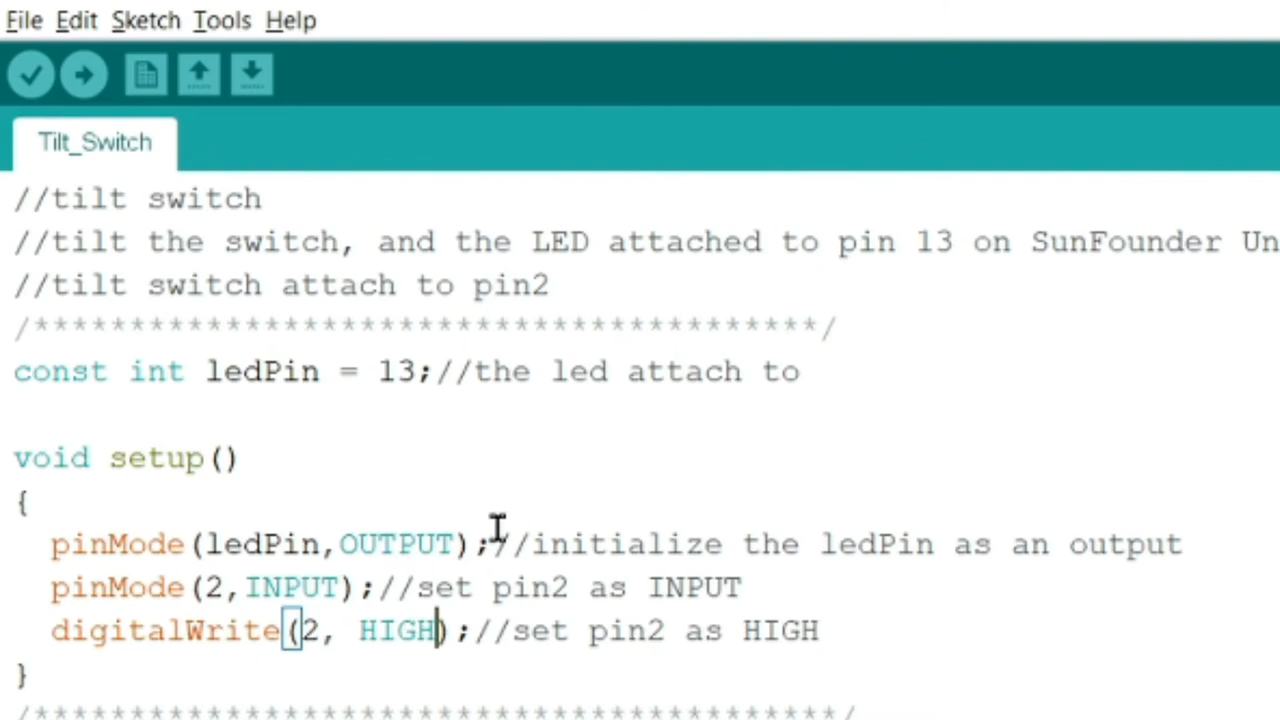 File Edit Sketch Tools Help
Tilt_Switch
//tilt switch
//tilt the switch, and the LED attached to pin 13 on SunFounder Un
//tilt switch attach to pin2
/******************************************/
const int ledPin = 13;//the led attach to
void setup()
{
pinMode(ledPin,OUTPUT);//initialize the ledPin as an output
pinMode(2,INPUT);//set pin2 as INPUT
digitalWrite(2, HIGH);//set pin2 as HIGH
}
/*******************************************/